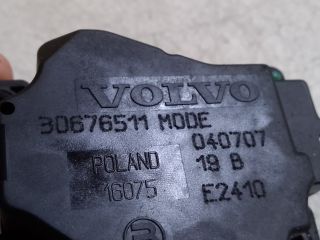 VOLVO
30676511 MODE
040707
POLAND 19 B
16075 E2410